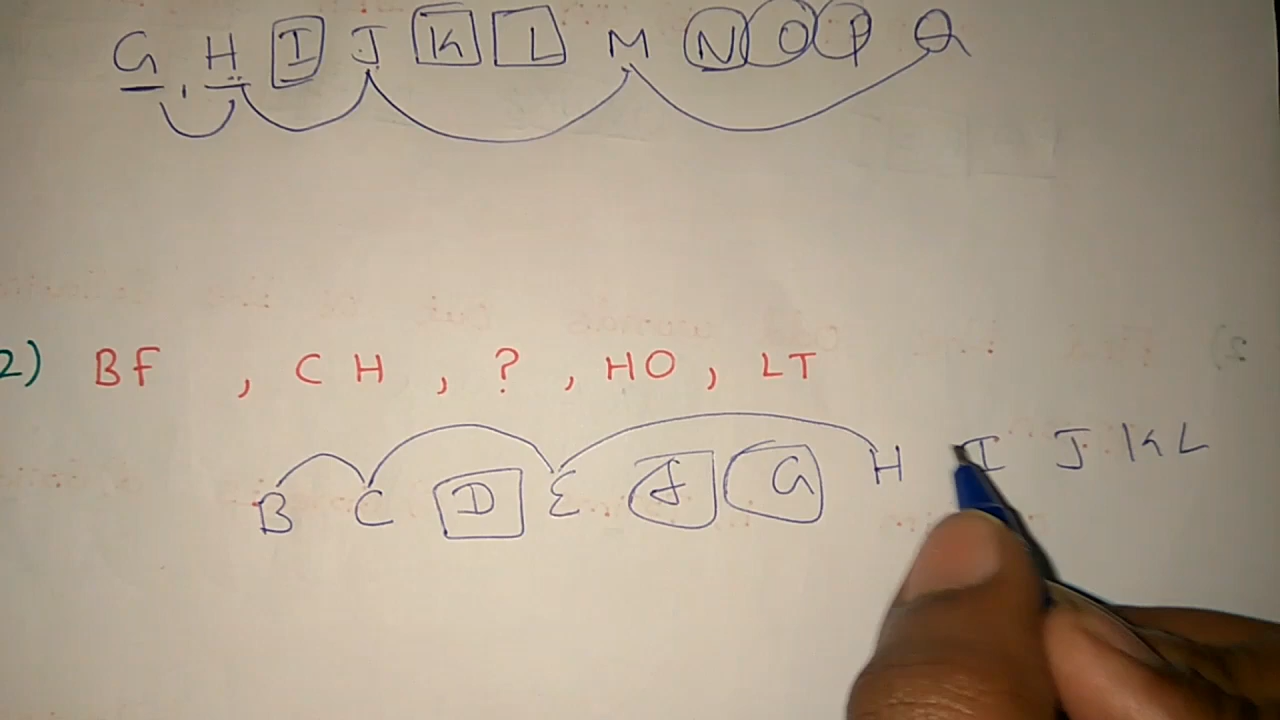 G, H I J K L M N O P Q
2) BF , CH , ? , HO , LT
B C D E F G H I J K L